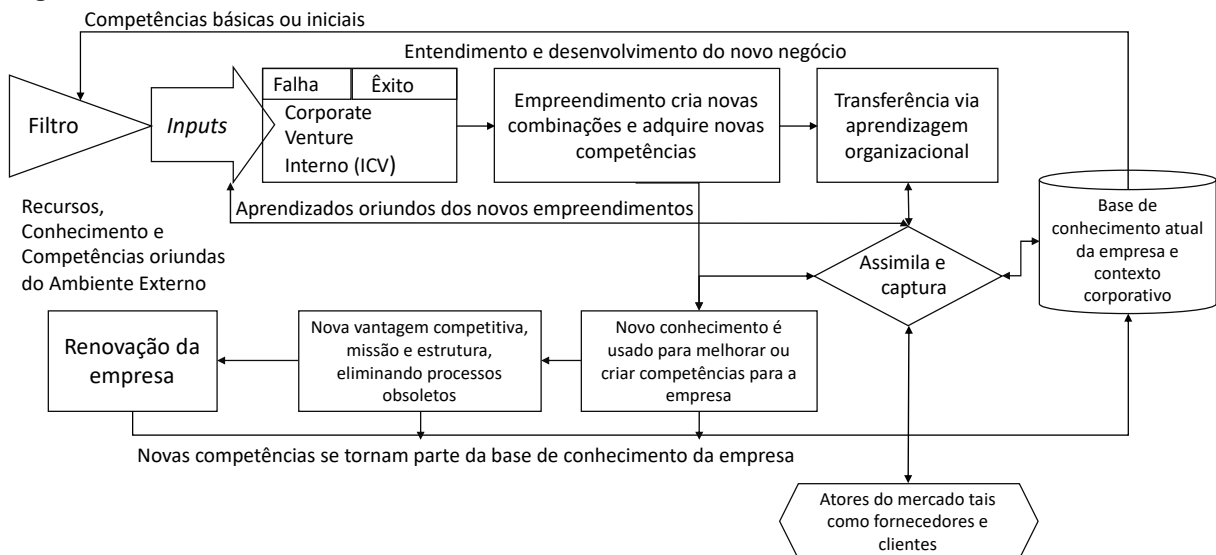 Competências básicas ou iniciais
Entendimento e desenvolvimento do novo negócio
Filtro
Inputs
Falha
Êxito
Corporate
Venture
Interno (ICV)
Empreendimento cria novas
combinações e adquire novas
competências
Transferência via
aprendizagem
organizacional
Recursos,
Conhecimento e
Competências oriundas
do Ambiente Externo
Aprendizados oriundos dos novos empreendimentos
Assimila e
captura
Base de
conhecimento atual
da empresa e
contexto
corporativo
Renovação da
empresa
Nova vantagem competitiva,
missão e estrutura,
eliminando processos
obsoletos
Novo conhecimento é
usado para melhorar ou
criar competências para a
empresa
Novas competências se tornam parte da base de conhecimento da empresa
Atores do mercado tais
como fornecedores e
clientes